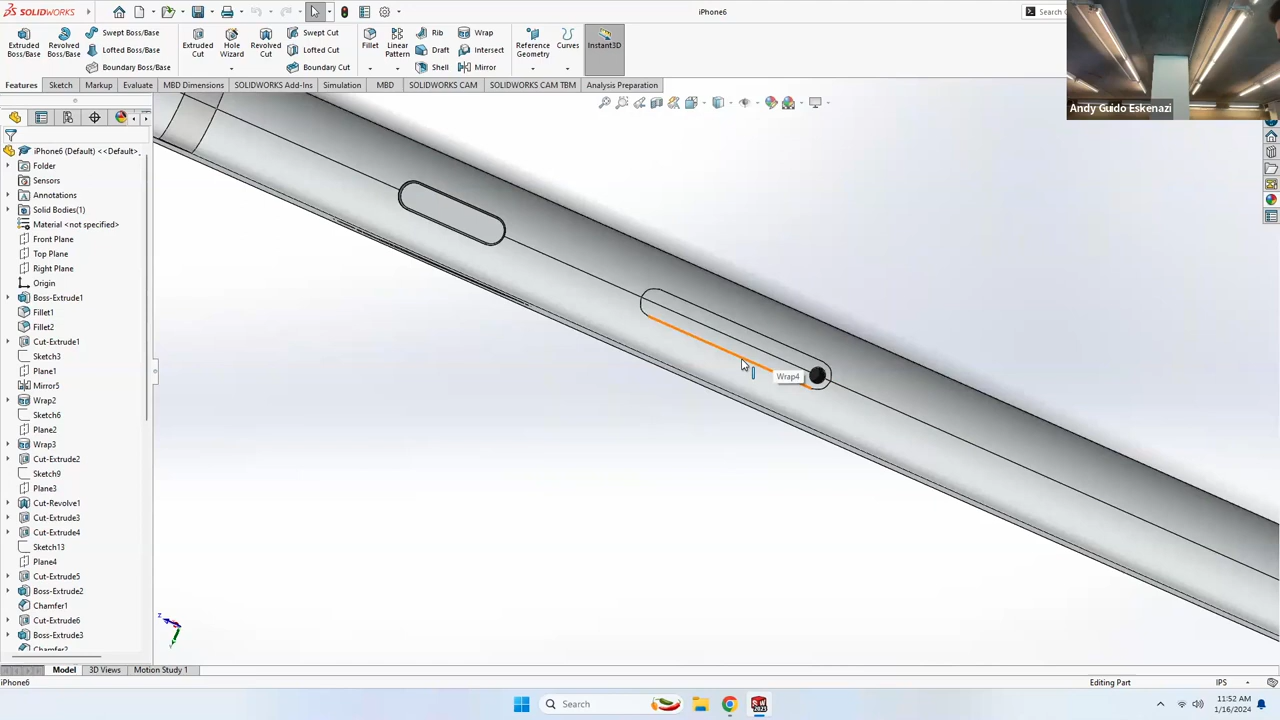 SOLIDWORKS
iPhone6
Search Co
Extruded Boss/Base
Revolved Boss/Base
Swept Boss/Base
Lofted Boss/Base
Boundary Boss/Base
Extruded Cut
Hole Wizard
Revolved Cut
Swept Cut
Lofted Cut
Boundary Cut
Fillet
Linear Pattern
Rib
Draft
Shell
Wrap
Intersect
Mirror
Reference Geometry
Curves
Instant3D
Features
Sketch
Markup
Evaluate
MBD Dimensions
SOLIDWORKS Add-Ins
Simulation
MBD
SOLIDWORKS CAM
SOLIDWORKS CAM TBM
Analysis Preparation
Andy Guido Eskenazi
iPhone6 (Default) <<Default>_
Folder
Sensors
Annotations
Solid Bodies(1)
Material <not specified>
Front Plane
Top Plane
Right Plane
Origin
Boss-Extrude1
Fillet1
Fillet2
Cut-Extrude1
Sketch3
Plane1
Mirror5
Wrap2
Sketch6
Plane2
Wrap3
Cut-Extrude2
Sketch9
Plane3
Cut-Revolve1
Cut-Extrude3
Cut-Extrude4
Sketch13
Plane4
Cut-Extrude5
Boss-Extrude2
Chamfer1
Cut-Extrude6
Boss-Extrude3
Chamfer2
Wrap4
Z
Y
Model
3D Views
Motion Study 1
iPhone6
Editing Part
IPS
Search
11:52 AM
1/16/2024